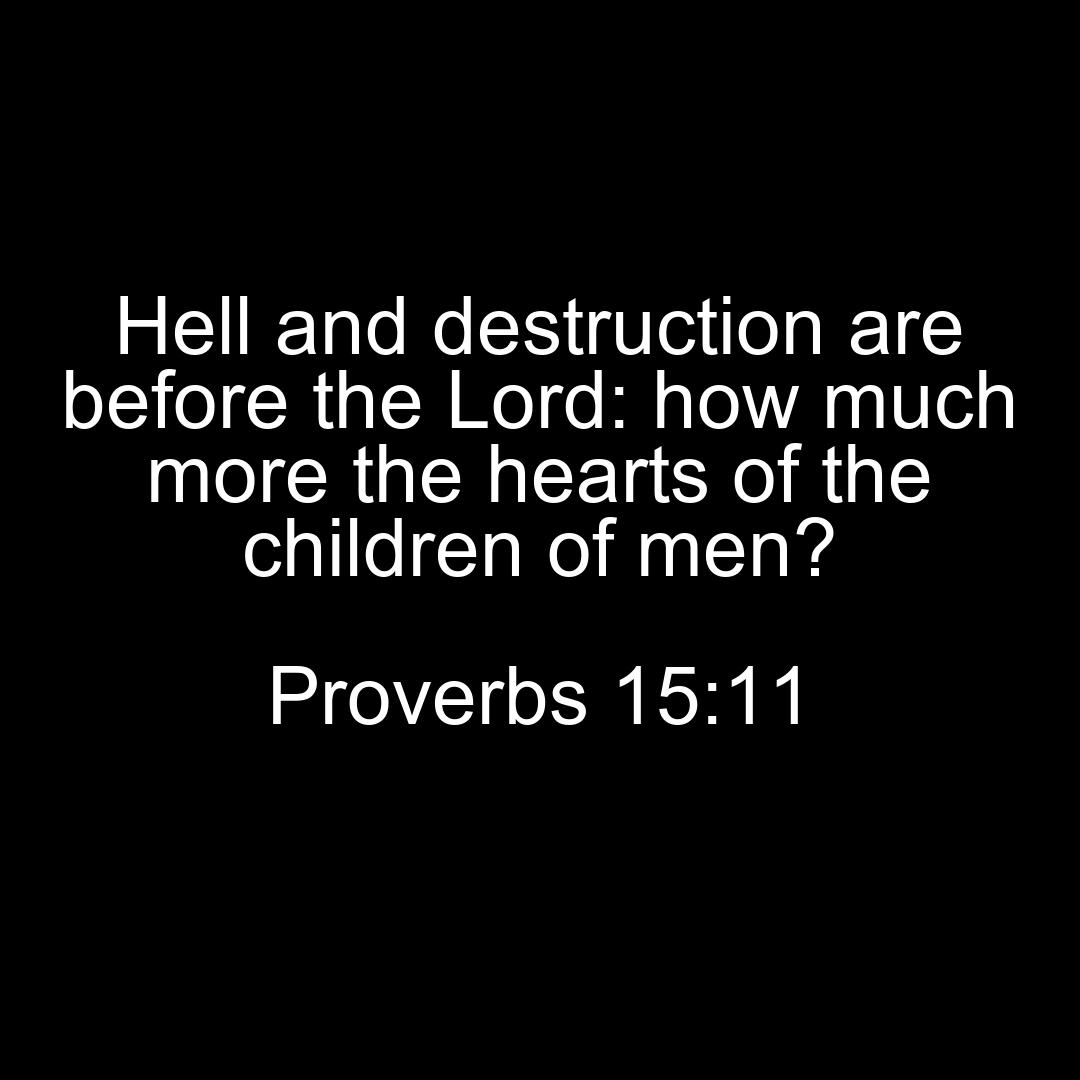 Hell and destruction are
before the Lord: how much
more the hearts of the
children of men?
Proverbs 15:11